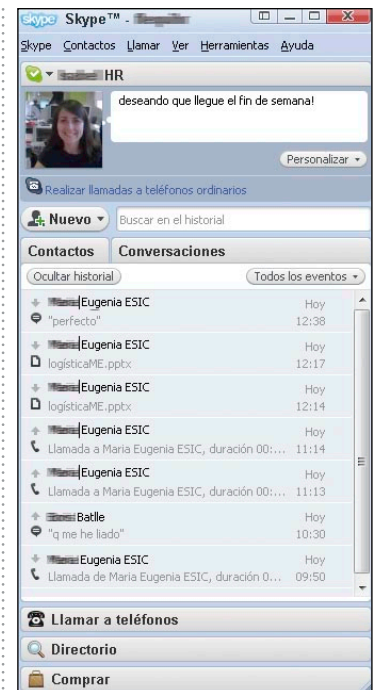 skype Skype™ -
Skype Contactos Llamar Ver Herramientas Ayuda
HR
deseando que llegue el fin de semana!
Personalizar
Realizar llamadas a teléfonos ordinarios
Nuevo Buscar en el historial
Contactos Conversaciones
Ocultar historial Todos los eventos
Eugenia ESIC Hoy
"perfecto" 12:38
Eugenia ESIC Hoy
logísticaME.pptx 12:17
Eugenia ESIC Hoy
logísticaME.pptx 12:14
Eugenia ESIC Hoy
Llamada a Maria Eugenia ESIC, duración 00:... 11:14
Eugenia ESIC Hoy
Llamada a Maria Eugenia ESIC, duración 00:... 11:13
Batlle Hoy
"q me he liado" 10:30
Eugenia ESIC Hoy
Llamada de Maria Eugenia ESIC, duración 0... 09:50
Llamar a teléfonos
Directorio
Comprar